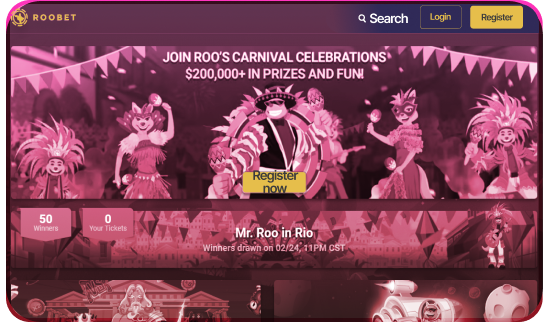 ROOBET
Search
Login
Register
JOIN ROO'S CARNIVAL CELEBRATIONS
$200,000+ IN PRIZES AND FUN!
Register
now
50
Winners
0
Your Tickets
Mr. Roo in Rio
Winners drawn on 02/24, 11PM CST